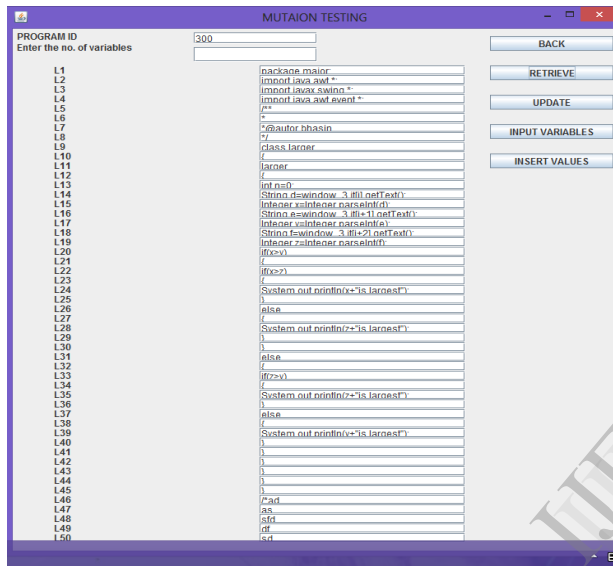 MUTAION TESTING
PROGRAM ID 300
Enter the no. of variables
BACK
RETRIEVE
UPDATE
INPUT VARIABLES
INSERT VALUES
L1 package major;
L2 import java.awt.*;
L3 import javax.swing.*;
L4 import java.awt.event.*;
L5 /**
L6 *
L7 *@autor bhasin
L8 */
L9 class larger
L10 {
L11 larger
L12 {
L13 int n=0;
L14 String d=window_3.jt[i].getText();
L15 Integer x=Integer.parseInt(d);
L16 String e=window_3.jt[i+1].getText();
L17 Integer y=Integer.parseInt(e);
L18 String f=window_3.jt[i+2].getText();
L19 Integer z=Integer.parseInt(f);
L20 if(x>y)
L21 {
L22 if(x>z)
L23 {
L24 System.out.println(x+"is largest");
L25 }
L26 else
L27 {
L28 System.out.println(z+"is largest");
L29 }
L30 }
L31 else
L32 {
L33 if(z>y)
L34 {
L35 System.out.println(z+"is largest");
L36 }
L37 else
L38 {
L39 System.out.println(y+"is largest");
L40 }
L41 }
L42 }
L43 }
L44 }
L45 }
L46 /*ad
L47 as
L48 sfd
L49 df
L50 sd